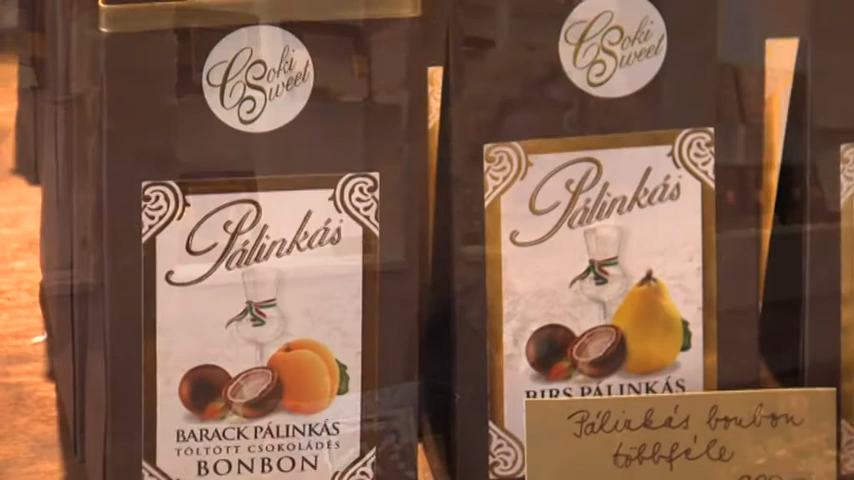 Csoki
Sweet
Pálinkás
BARACK PÁLINKÁS
TÖLTÖTT CSOKOLÁDÉS
BONBON
Csoki
Sweet
Pálinkás
BIRS PÁLINKÁS
Pálinkás bonbon
többféle